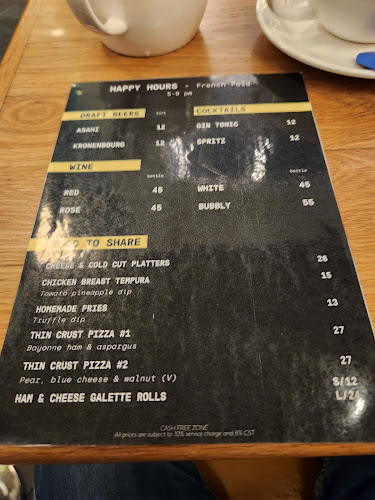 HAPPY HOURS - French Food
5-9 pm
DRAFT BEERS
ASAHI 12
KRONENBOURG 12
COCKTAILS
GIN TONIC 12
SPRITZ 12
WINE bottle
RED 45
ROSE 45
bottle
WHITE 45
BUBBLY 55
TO SHARE
CHEESE & COLD CUT PLATTERS 26
CHICKEN BREAST TEMPURA 15
Tomato pineapple dip
HOMEMADE FRIES 13
Truffle dip
THIN CRUST PIZZA #1 27
Bayonne ham & aspargus
THIN CRUST PIZZA #2 27
Pear, blue cheese & walnut (V)
HAM & CHEESE GALETTE ROLLS S/12
CASH FREE ZONE
All prices are subject to 10% service charge and 8% GST